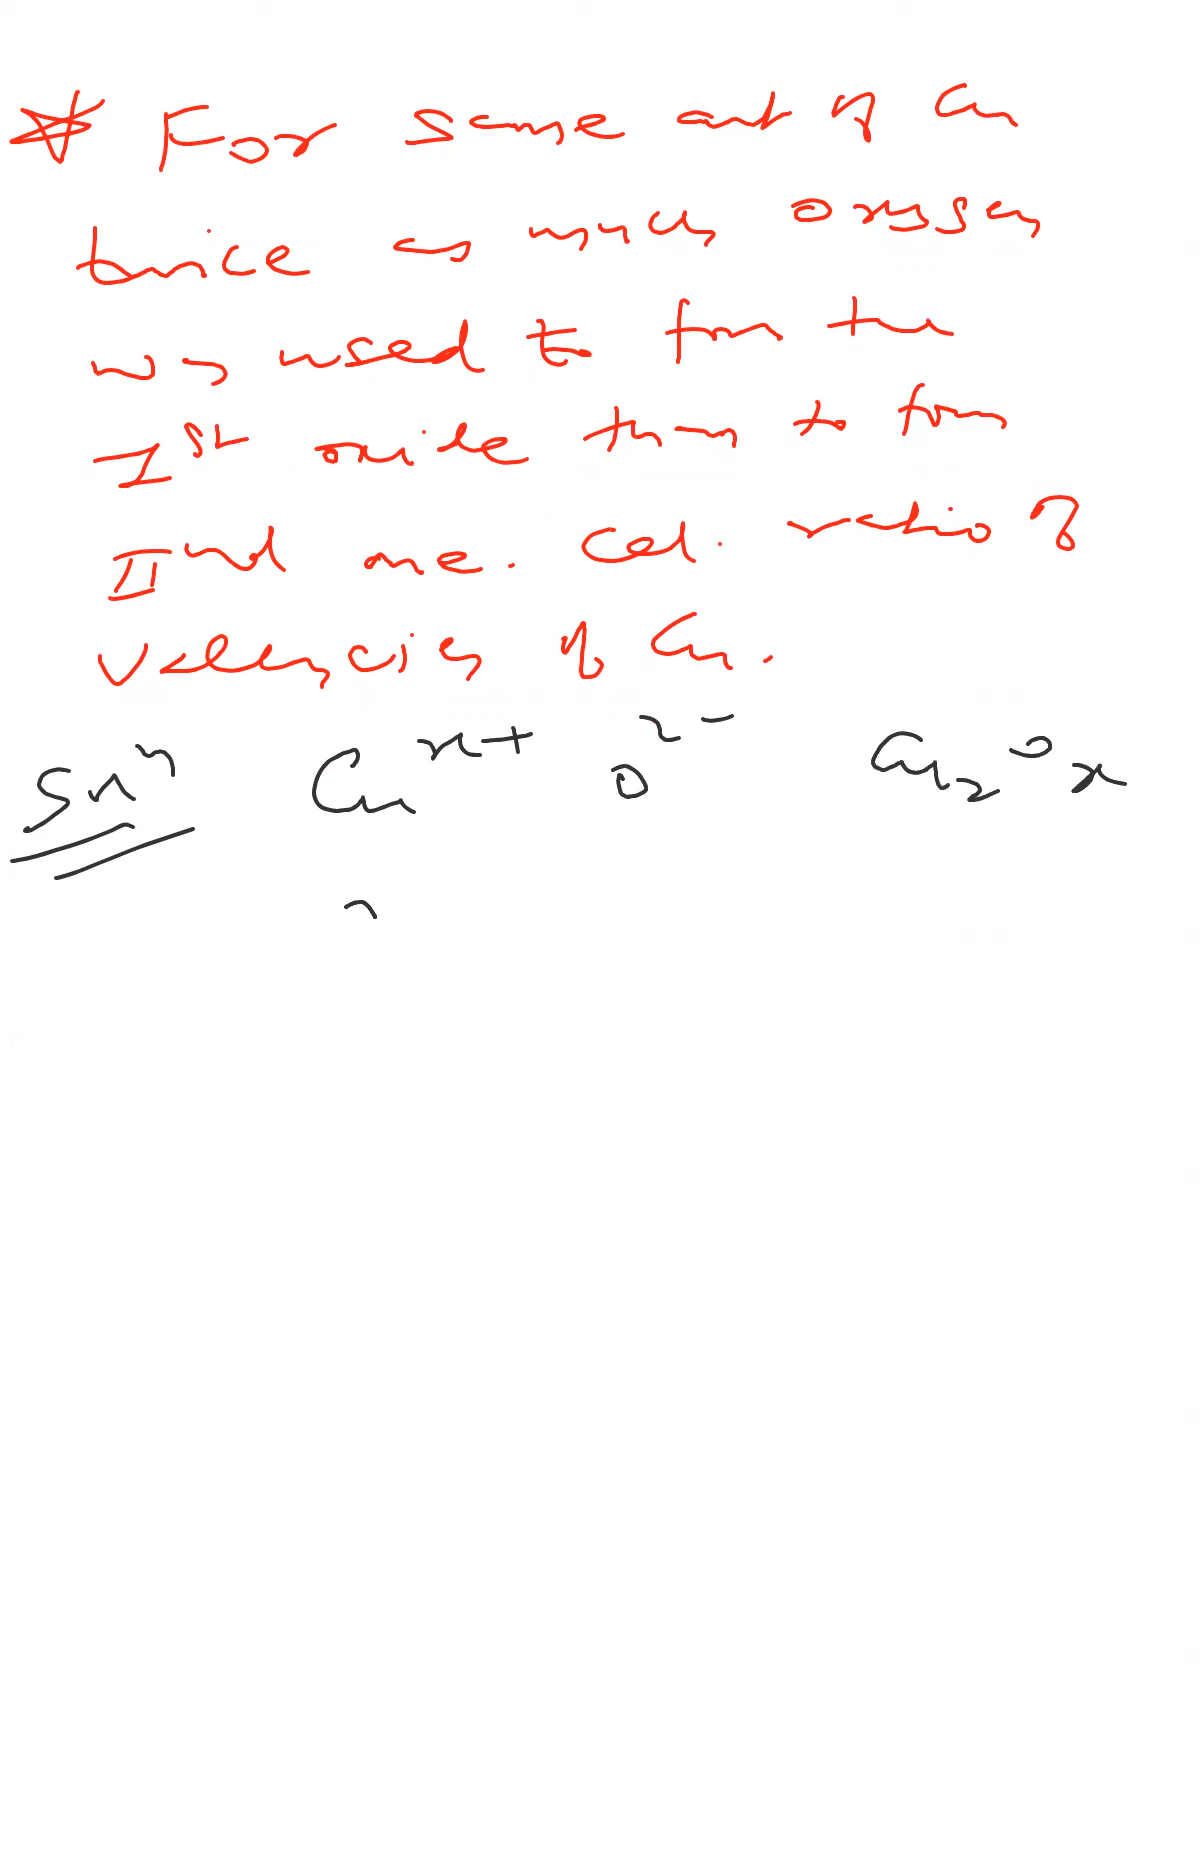 * For same amt of Cu
twice as much oxygen
was used to form the
Ist oxide than to form
IInd one. Cal. ratio of
valencies of Cu.
Solⁿ Cu^x+ O^2- Cu₂Oₓ